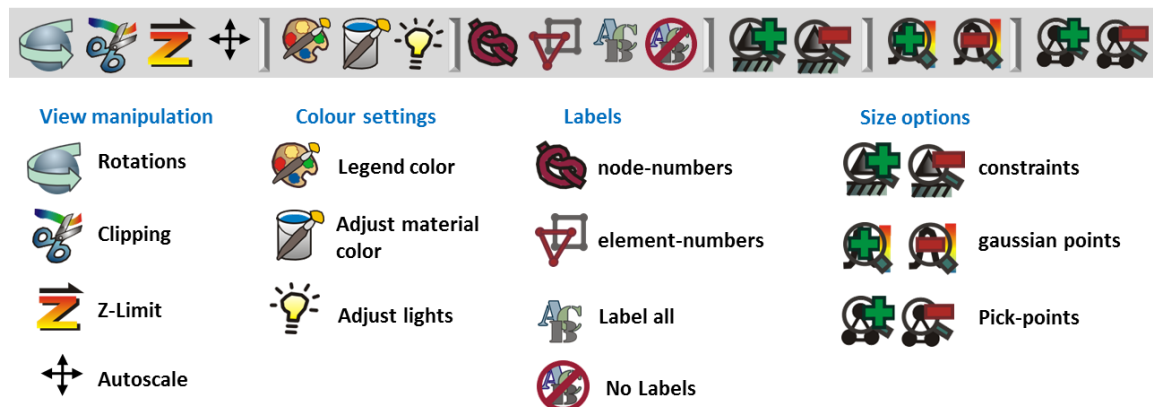 View manipulation
Rotations
Clipping
Z-Limit
Autoscale
Colour settings
Legend color
Adjust material
color
Adjust lights
Labels
node-numbers
element-numbers
Label all
No Labels
Size options
constraints
gaussian points
Pick-points